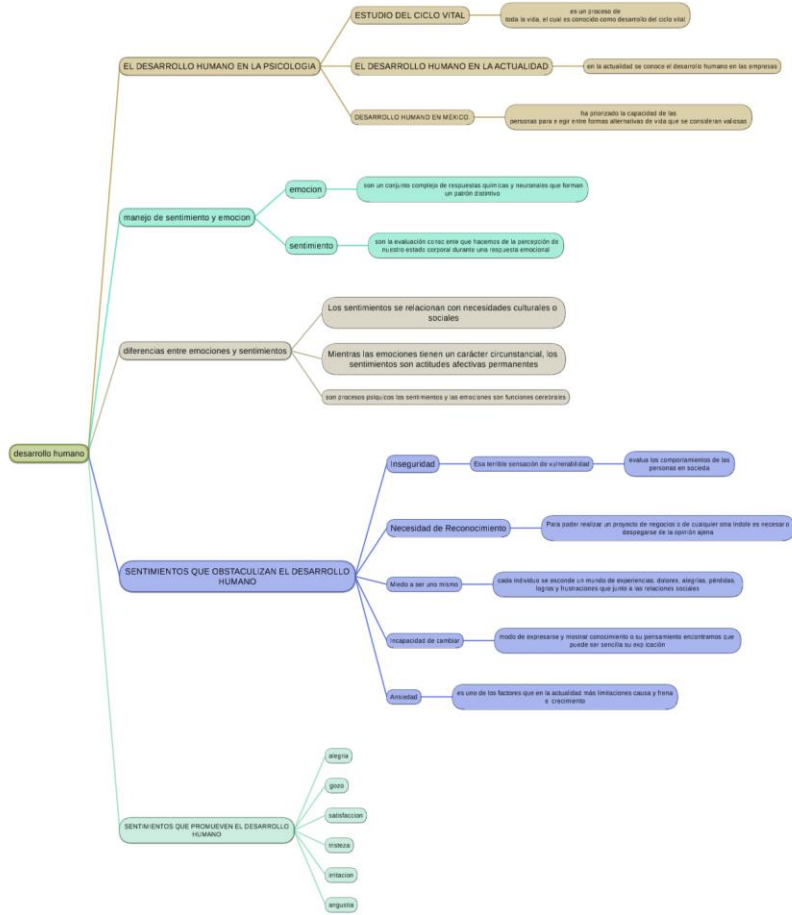 ESTUDIO DEL CICLO VITAL
es un proceso de
toda la vida, el cual es conocido como desarrollo del ciclo vital
EL DESARROLLO HUMANO EN LA PSICOLOGIA
EL DESARROLLO HUMANO EN LA ACTUALIDAD
en la actualidad se conoce el desarrollo humano en las empresas
DESARROLLO HUMANO EN MÉXICO.
ha priorizado la capacidad de las
personas para e egir entre formas alternativas de vida que se consideran valiosas
manejo de sentimiento y emocion
emocion
son un conjunto complejo de respuestas químicas y neuronales que forman
un patrón distintivo
sentimiento
son la evaluación consc ente que hacemos de la percepción de
nuestro estado corporal durante una respuesta emocional
diferencias entre emociones y sentimientos
Los sentimientos se relacionan con necesidades culturales o
sociales
Mientras las emociones tienen un carácter circunstancial, los
sentimientos son actitudes afectivas permanentes
son procesos psíquicos los sentimientos y las emociones son funciones cerebrales
desarrollo humano
SENTIMIENTOS QUE OBSTACULIZAN EL DESARROLLO
HUMANO
Inseguridad
Esa terrible sensación de vulnerabilidad
evalua los comportamientos de las
personas en socieda
Necesidad de Reconocimiento
Para poder realizar un proyecto de negocios o de cualquier otra índole es necesar o
despegarse de la opinión ajena
Miedo a ser uno mismo
cada individuo se esconde un mundo de experiencias, dolores, alegrías, pérdidas,
logros y frustraciones que junto a las relaciones sociales
Incapacidad de cambiar
modo de expresarse y mostrar conocimiento o su pensamiento encontramos que
puede ser sencilla su exp icación
Ansiedad
es uno de los factores que en la actualidad más limitaciones causa y frena
e crecimiento
SENTIMIENTOS QUE PROMUEVEN EL DESARROLLO
HUMANO
alegria
gozo
satisfaccion
tristeza
irritacion
angustia